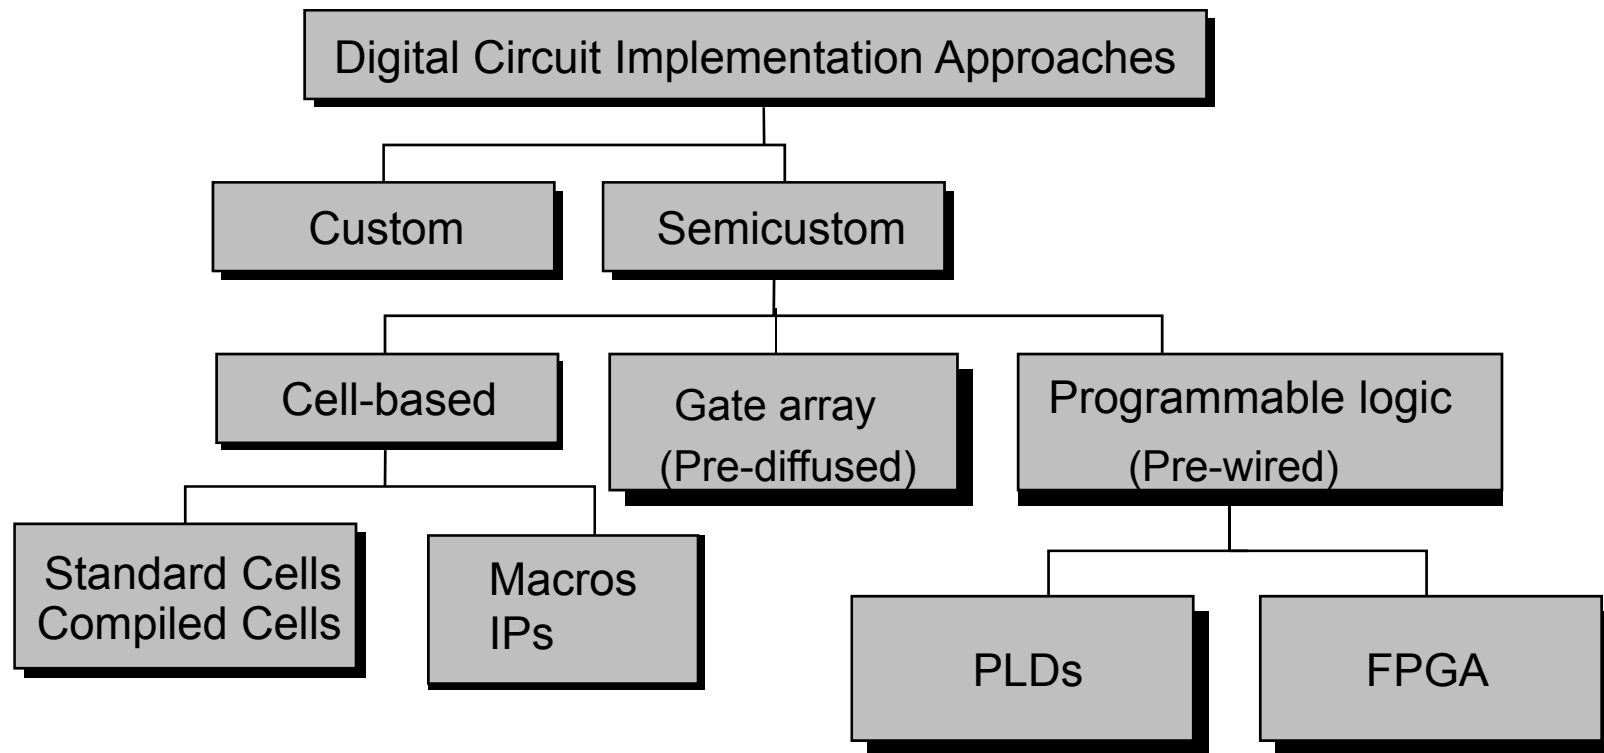 Digital Circuit Implementation Approaches
Custom
Semicustom
Cell-based
Gate array
(Pre-diffused)
Programmable logic
(Pre-wired)
Standard Cells
Compiled Cells
Macros
IPs
PLDs
FPGA